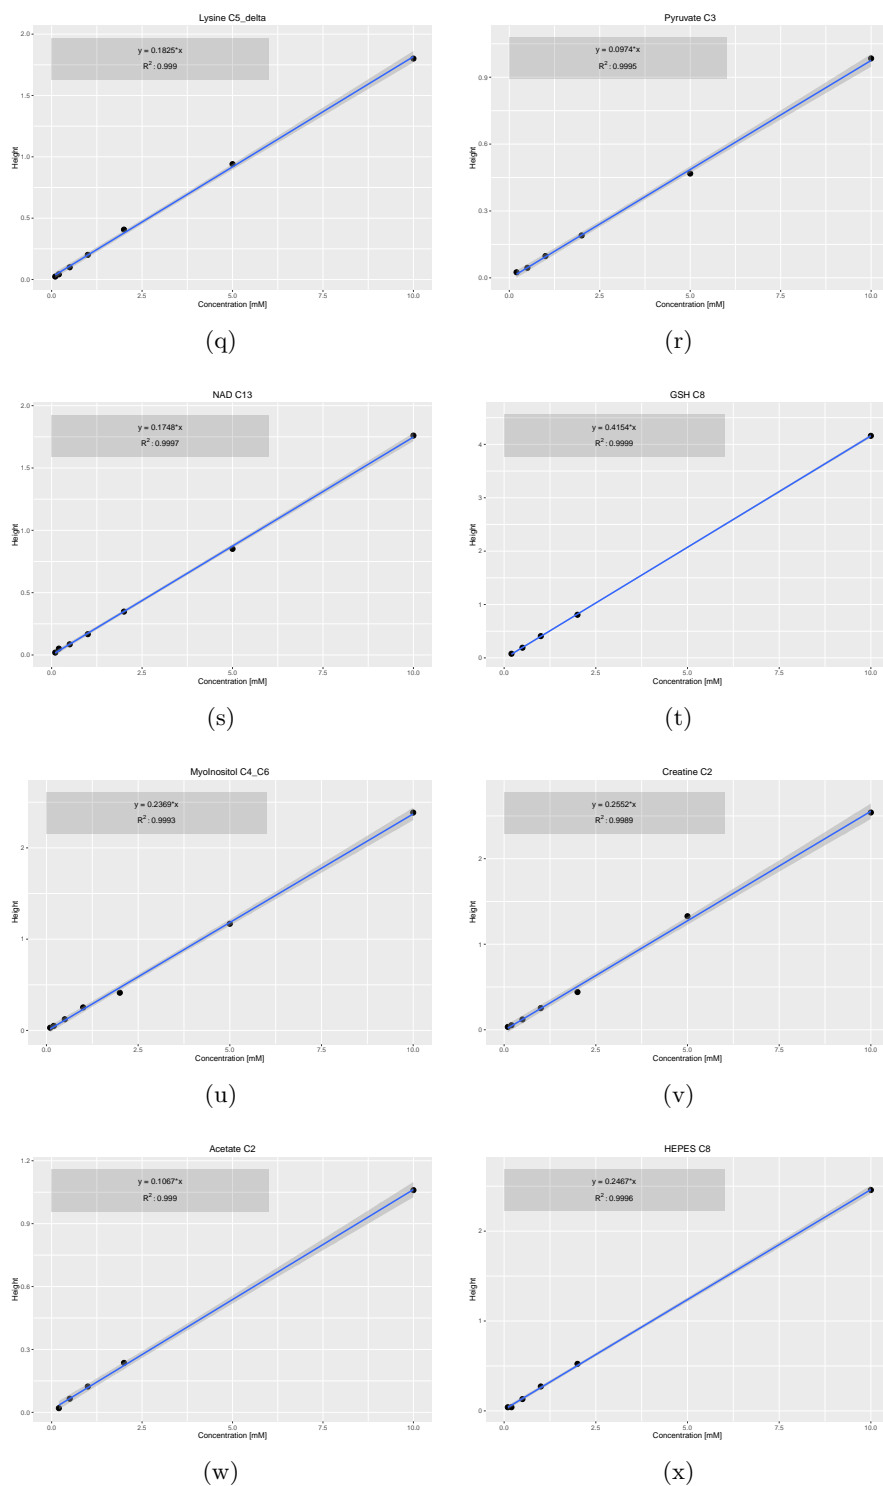 Lysine C5_delta
y = 0.1825*x
R2 : 0.999
2.0
1.5
1.0
0.5
0.0
Height
0.0 2.5 5.0 7.5 10.0
Concentration [mM]
(q)
Pyruvate C3
y = 0.0974*x
R2 : 0.9995
0.9
0.6
0.3
0.0
Height
0.0 2.5 5.0 7.5 10.0
Concentration [mM]
(r)
NAD C13
y = 0.1748*x
R2 : 0.9997
2.0
1.5
1.0
0.5
0.0
Height
0.0 2.5 5.0 7.5 10.0
Concentration [mM]
(s)
GSH C8
y = 0.4154*x
R2 : 0.9999
4
3
2
1
0
Height
0.0 2.5 5.0 7.5 10.0
Concentration [mM]
(t)
MyoInositol C4_C6
y = 0.2369*x
R2 : 0.9993
2
1
0
Height
0.0 2.5 5.0 7.5 10.0
Concentration [mM]
(u)
Creatine C2
y = 0.2552*x
R2 : 0.9989
2
1
0
Height
0.0 2.5 5.0 7.5 10.0
Concentration [mM]
(v)
Acetate C2
y = 0.1067*x
R2 : 0.999
1.2
0.9
0.6
0.3
0.0
Height
0.0 2.5 5.0 7.5 10.0
Concentration [mM]
(w)
HEPES C8
y = 0.2467*x
R2 : 0.9996
2
1
0
Height
0.0 2.5 5.0 7.5 10.0
Concentration [mM]
(x)